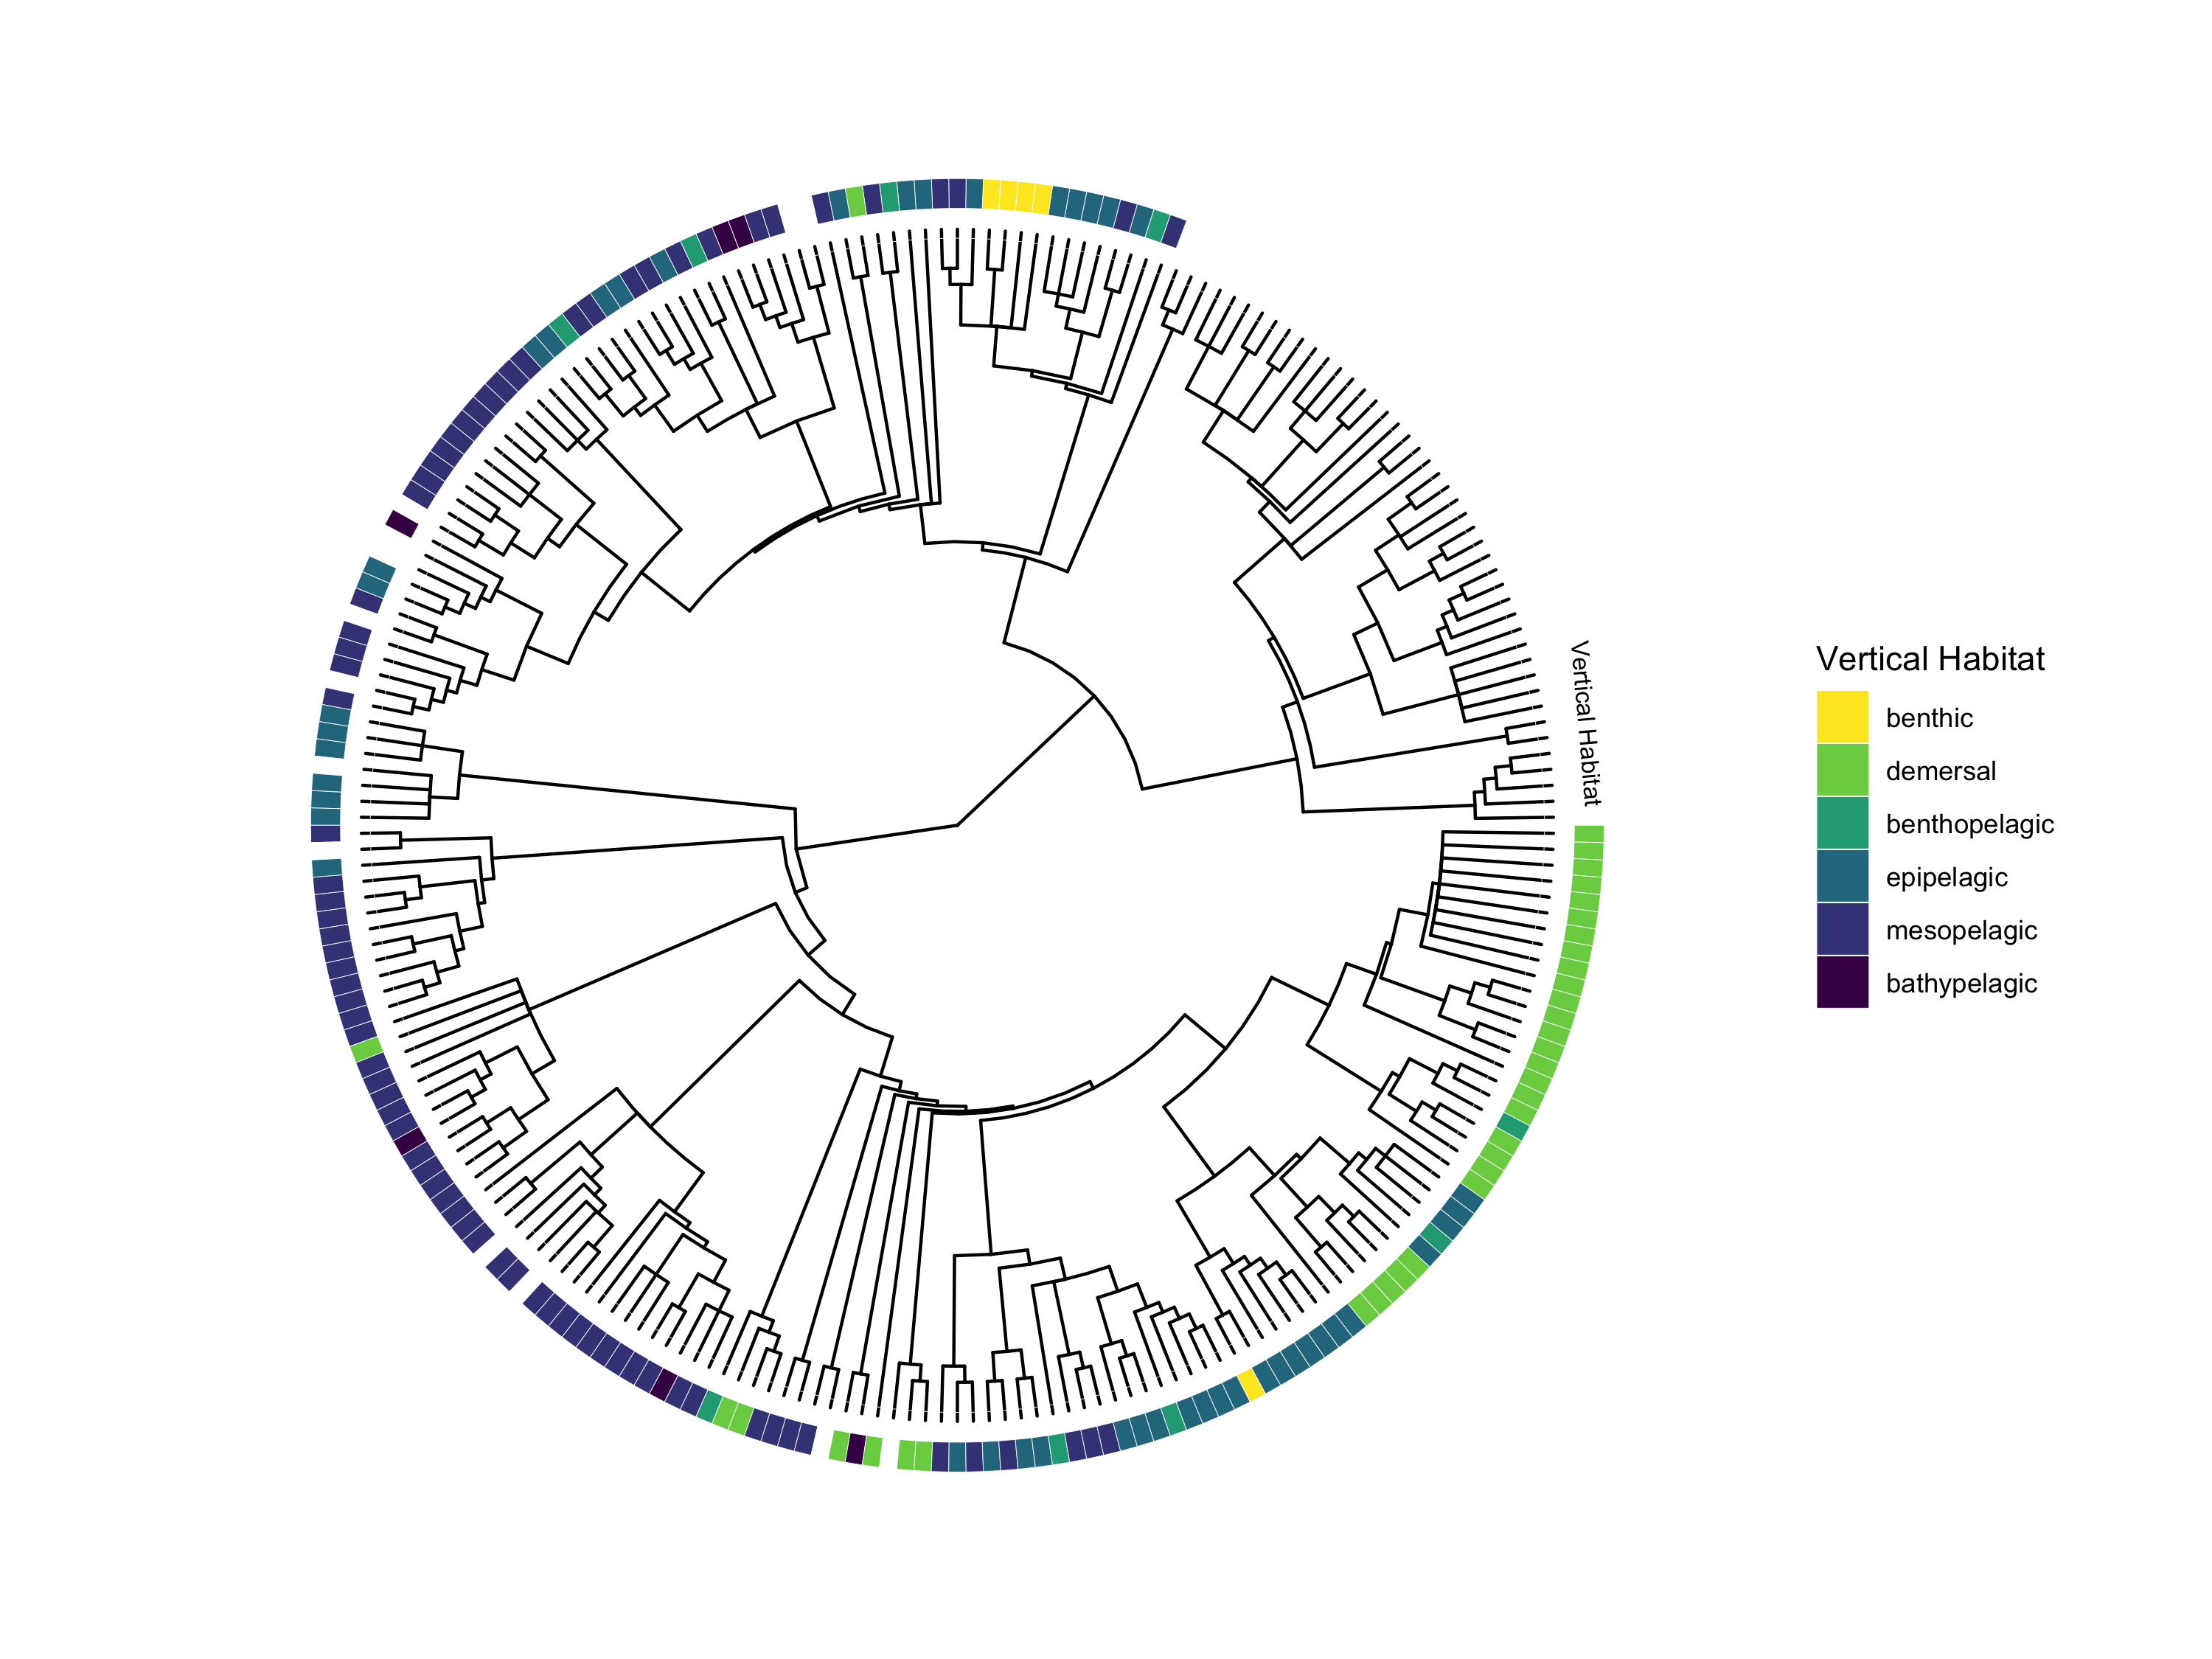 Vertical Habitat
Vertical Habitat
benthic
demersal
benthopelagic
epipelagic
mesopelagic
bathypelagic